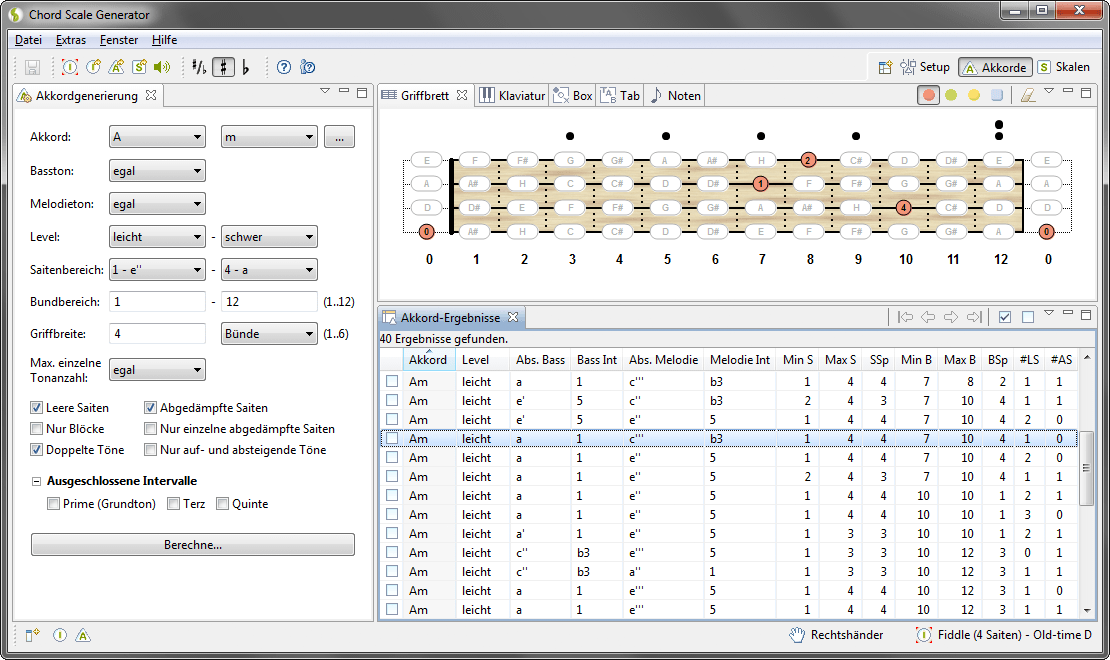 Chord Scale Generator
Datei Extras Fenster Hilfe
Setup Akkorde Skalen
Akkordgenerierung
Akkord: A m ...
Basston: egal
Melodieton: egal
Level: leicht - schwer
Saitenbereich: 1 - e'' - 4 - a
Bundbereich: 1 - 12 (1..12)
Griffbreite: 4 Bünde (1..6)
Max. einzelne
Tonanzahl: egal
Leere Saiten Abgedämpfte Saiten
Nur Blöcke Nur einzelne abgedämpfte Saiten
Doppelte Töne Nur auf- und absteigende Töne
Ausgeschlossene Intervalle
Prime (Grundton) Terz Quinte
Berechne...
Griffbrett Klaviatur Box Tab Noten
E F F# G G# A A# H 2 C# D D# E E
A A# H C C# D D# 1 F F# G G# A A
D D# E F F# G G# A A# H 4 C# D D
0 A# H C C# D D# E F F# G G# A 0
0 1 2 3 4 5 6 7 8 9 10 11 12 0
Akkord-Ergebnisse
40 Ergebnisse gefunden.
Akkord Level Abs. Bass Bass Int Abs. Melodie Melodie Int Min S Max S SSp Min B Max B BSp #LS #AS
Am leicht a 1 c''' b3 1 4 4 7 8 2 1 1
Am leicht e' 5 c'' b3 2 4 3 7 10 4 1 1
Am leicht e' 5 e'' 5 1 4 4 7 10 4 2 0
Am leicht a 1 c''' b3 1 4 4 7 10 4 1 0
Am leicht a 1 e'' 5 1 4 4 7 10 4 2 0
Am leicht a 1 e'' 5 2 4 3 7 10 4 1 1
Am leicht a 1 e'' 5 1 4 4 10 10 1 2 1
Am leicht a 1 e'' 5 1 4 4 10 10 1 3 0
Am leicht a' 1 e'' 5 1 3 3 10 10 1 2 1
Am leicht c'' b3 e''' 5 1 3 3 10 12 3 0 1
Am leicht c'' b3 a'' 1 1 3 3 10 12 3 1 1
Am leicht a 1 e''' 5 1 4 4 10 12 3 1 0
Am leicht a 1 e''' 5 1 4 4 10 12 3 1 1
Rechtshänder Fiddle (4 Saiten) - Old-time D